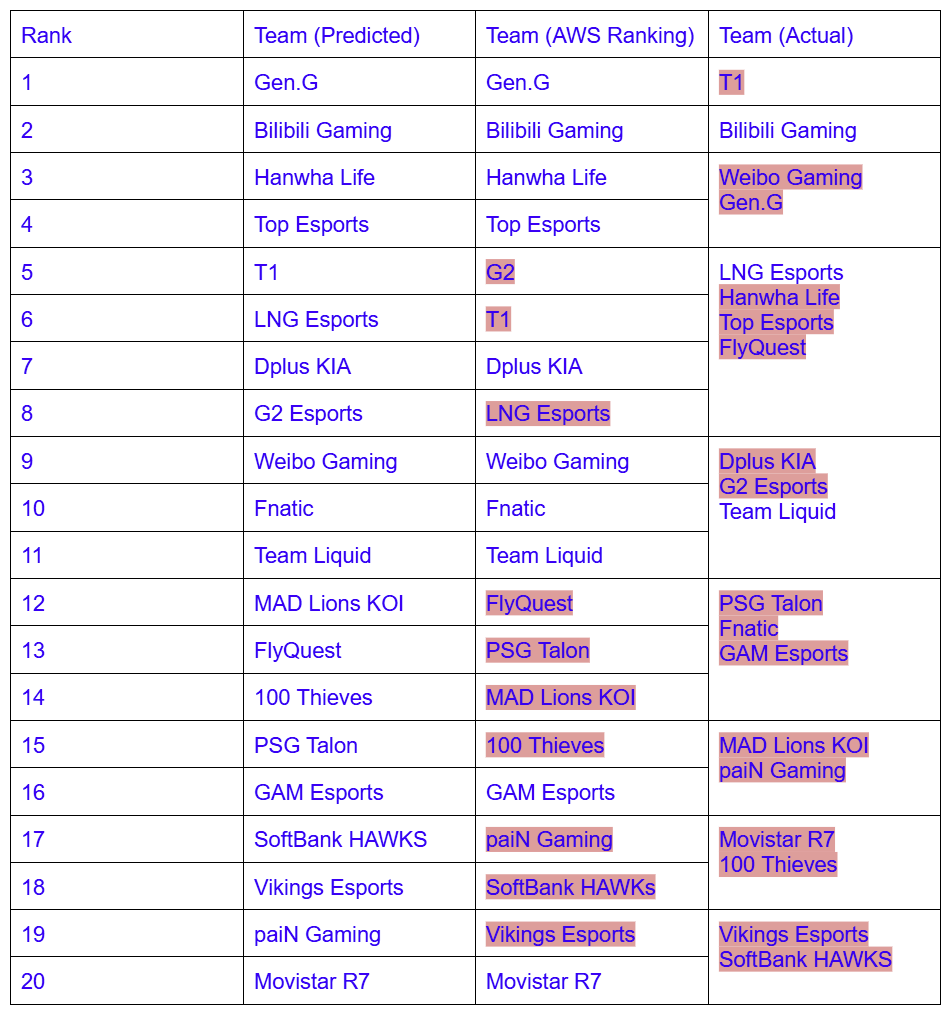 Rank Team (Predicted) Team (AWS Ranking) Team (Actual)
1 Gen.G Gen.G T1
2 Bilibili Gaming Bilibili Gaming Bilibili Gaming
3 Hanwha Life Hanwha Life Weibo Gaming
Gen.G
4 Top Esports Top Esports
5 T1 G2 LNG Esports
Hanwha Life
Top Esports
FlyQuest
6 LNG Esports T1
7 Dplus KIA Dplus KIA
8 G2 Esports LNG Esports
9 Weibo Gaming Weibo Gaming Dplus KIA
G2 Esports
Team Liquid
10 Fnatic Fnatic
11 Team Liquid Team Liquid
12 MAD Lions KOI FlyQuest PSG Talon
Fnatic
GAM Esports
13 FlyQuest PSG Talon
14 100 Thieves MAD Lions KOI
15 PSG Talon 100 Thieves MAD Lions KOI
paiN Gaming
16 GAM Esports GAM Esports
17 SoftBank HAWKS paiN Gaming Movistar R7
100 Thieves
18 Vikings Esports SoftBank HAWKs
19 paiN Gaming Vikings Esports Vikings Esports
SoftBank HAWKS
20 Movistar R7 Movistar R7